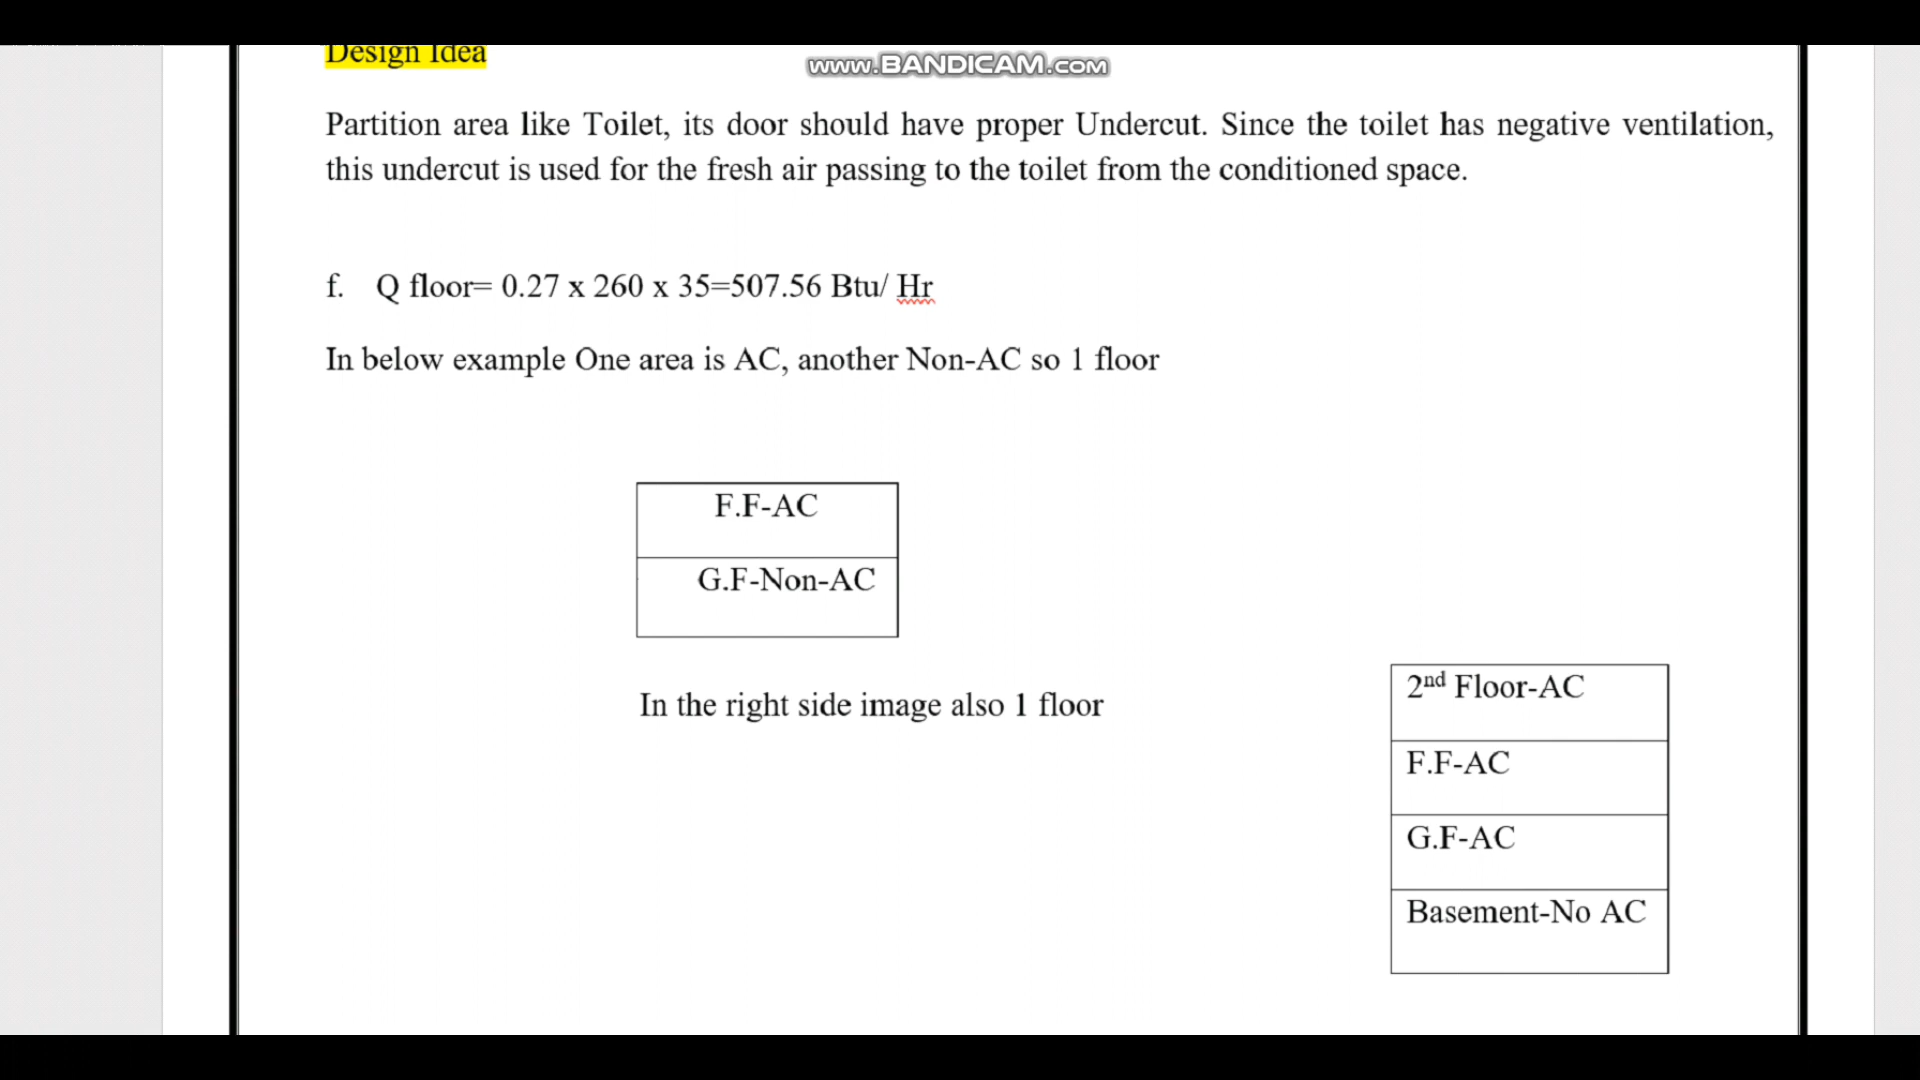 www.BANDICAM.com
Design Idea
Partition area like Toilet, its door should have proper Undercut. Since the toilet has negative ventilation,
this undercut is used for the fresh air passing to the toilet from the conditioned space.
f. Q floor= 0.27 x 260 x 35=507.56 Btu/ Hr
In below example One area is AC, another Non-AC so 1 floor
F.F-AC
G.F-Non-AC
In the right side image also 1 floor
2nd Floor-AC
F.F-AC
G.F-AC
Basement-No AC